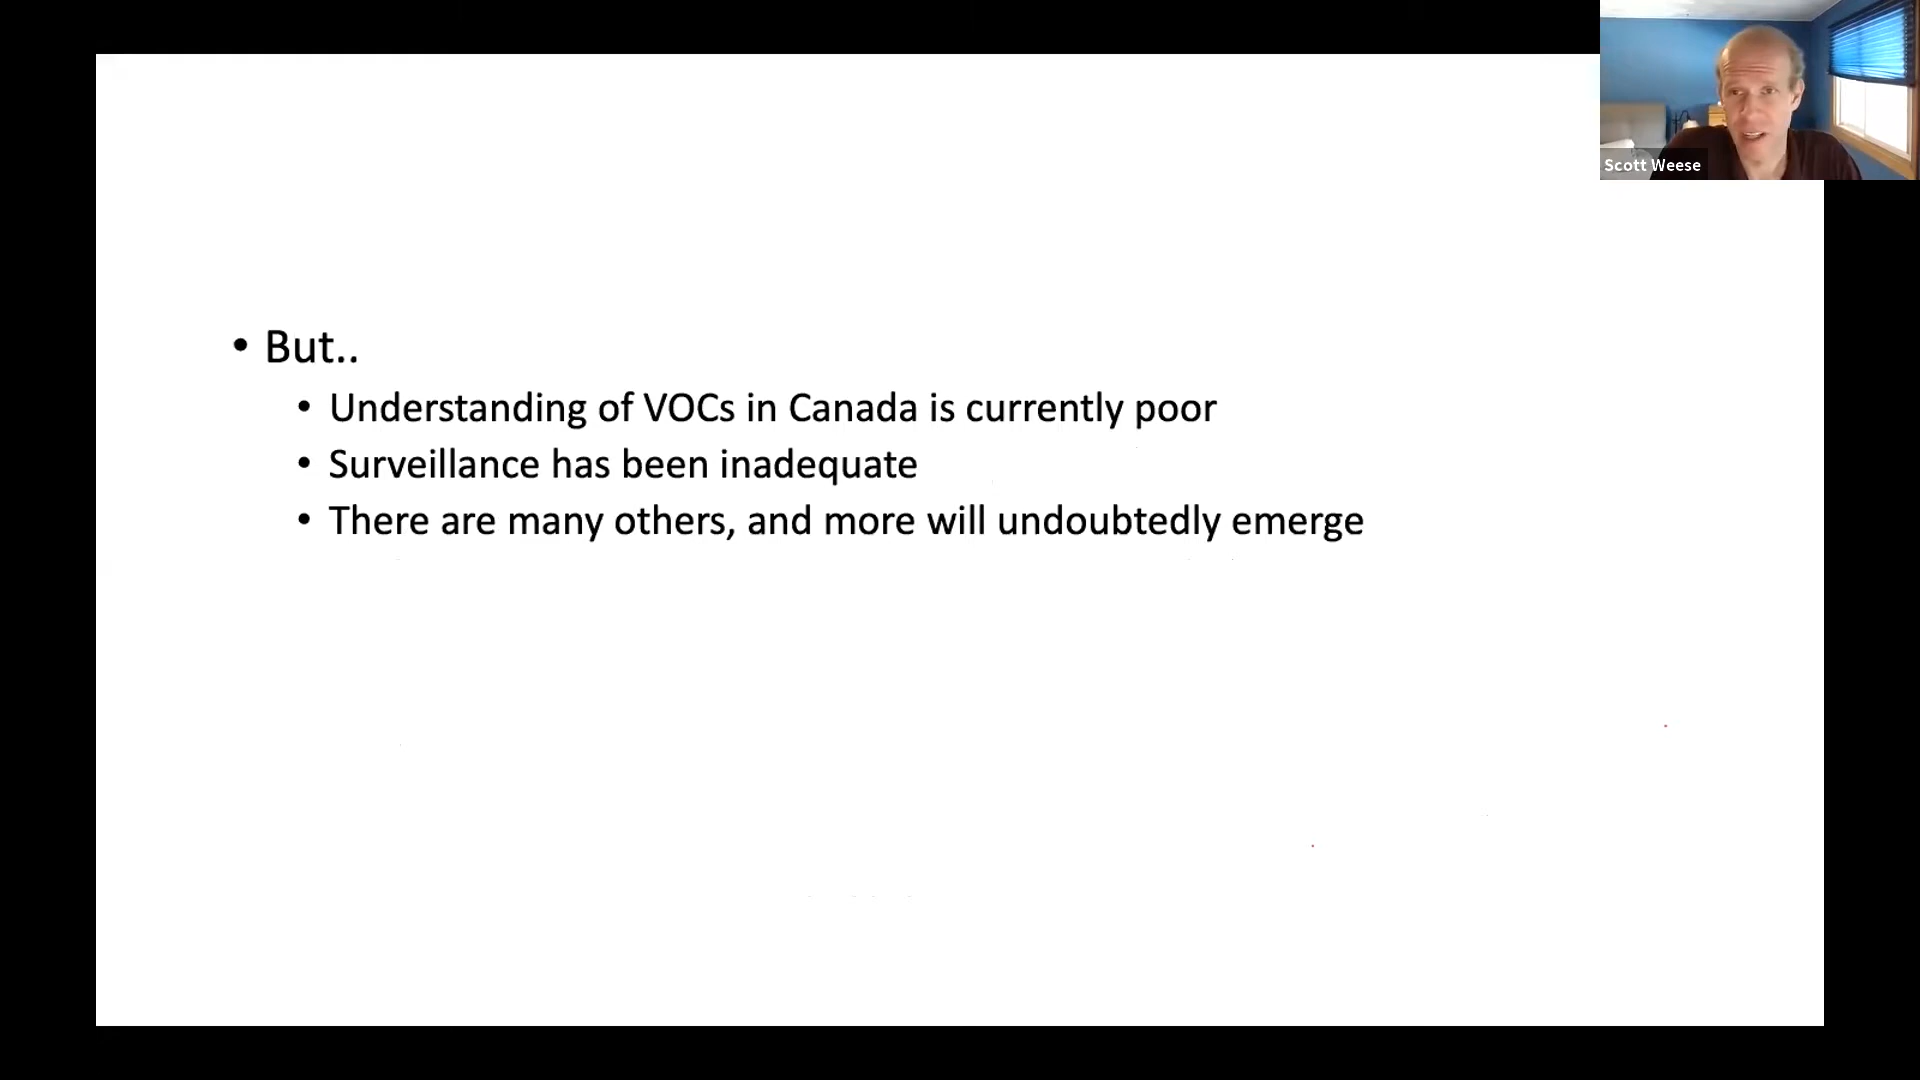 Scott Weese
• But..
• Understanding of VOCs in Canada is currently poor
• Surveillance has been inadequate
• There are many others, and more will undoubtedly emerge